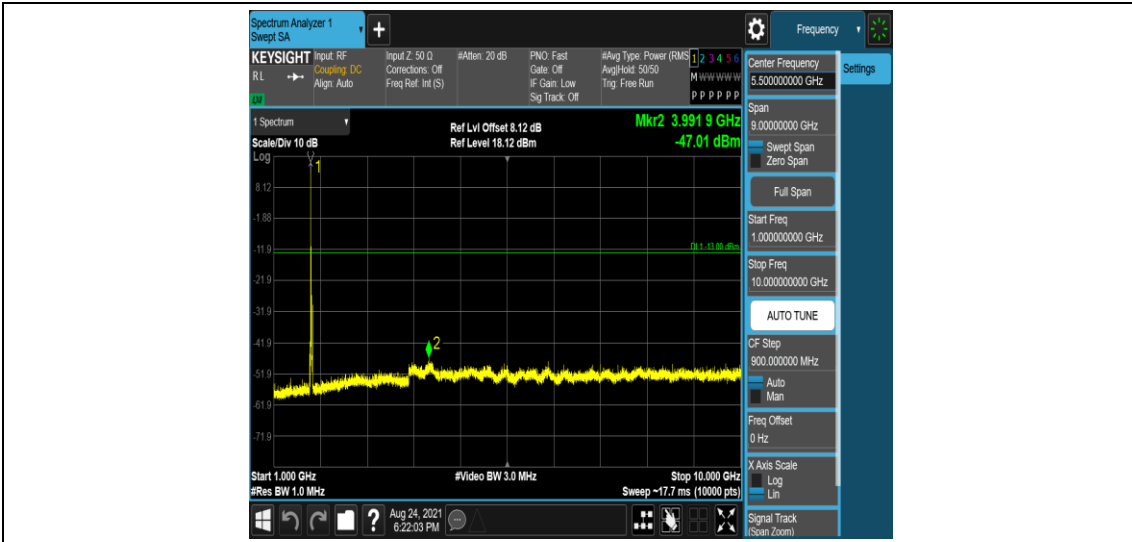 Spectrum Analyzer 1
Swept SA
+
Frequency
KEYSIGHT
RL
Input: RF
Coupling: DC
Align: Auto
Input Z: 50 Ω
Corrections: Off
Freq Ref: Int (S)
#Atten: 20 dB
PNO: Fast
Gate: Off
IF Gain: Low
Sig Track: Off
#Avg Type: Power (RMS
Avg|Hold: 50/50
Trig: Free Run
1 2 3 4 5 6
M W W W W W
P P P P P P
LXI
1 Spectrum
Scale/Div 10 dB
Log
Ref Lvl Offset 8.12 dB
Ref Level 18.12 dBm
Mkr2 3.991 9 GHz
-47.01 dBm
1
8.12
-1.88
-11.9
DL1 -13.00 dBm
-21.9
-31.9
-41.9
2
-51.9
-61.9
-71.9
Start 1.000 GHz
#Res BW 1.0 MHz
#Video BW 3.0 MHz
Stop 10.000 GHz
Sweep ~17.7 ms (10000 pts)
?
Aug 24, 2021
6:22:03 PM
Center Frequency
5.50000000 GHz
Settings
Span
9.00000000 GHz
Swept Span
Zero Span
Full Span
Start Freq
1.000000000 GHz
Stop Freq
10.000000000 GHz
AUTO TUNE
CF Step
900.000000 MHz
Auto
Man
Freq Offset
0 Hz
X Axis Scale
Log
Lin
Signal Track
(Span Zoom)